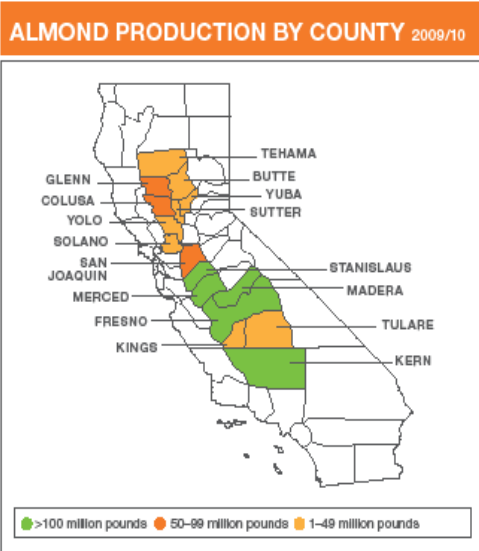 ALMOND PRODUCTION BY COUNTY 2009/10
TEHAMA
GLENN
BUTTE
COLUSA
YUBA
YOLO
SUTTER
SOLANO
SAN
JOAQUIN
STANISLAUS
MERCED
MADERA
FRESNO
TULARE
KINGS
KERN
>100 million pounds 50–99 million pounds 1–49 million pounds